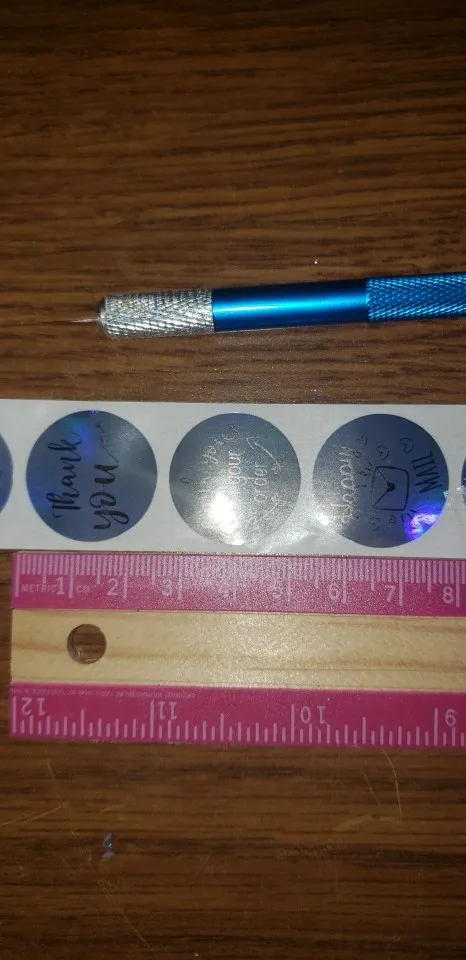 Thank
you
your
order
Happy
MAIL
METRIC 1 CM 2 3 4 5 6 7 8
12 11 10 9